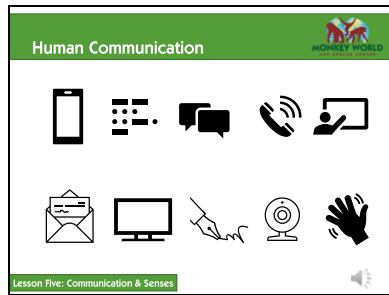 Human Communication
MONKEY WORLD
APE RESCUE CENTRE
Lesson Five: Communication & Senses